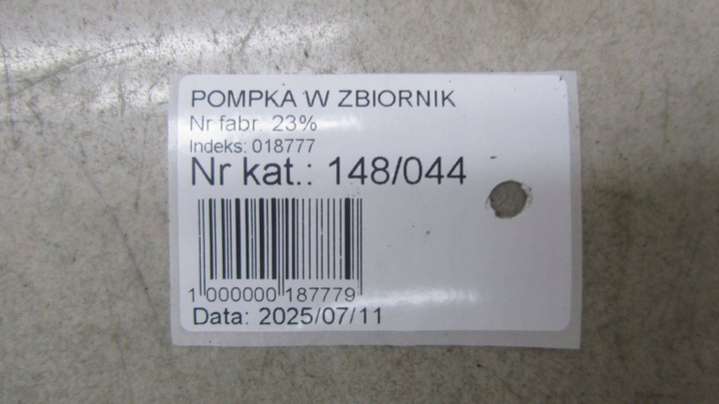 POMPKA W ZBIORNIK
Nr fabr. 23%
Indeks: 018777
Nr kat.: 148/044
1 000000 187779
Data: 2025/07/11